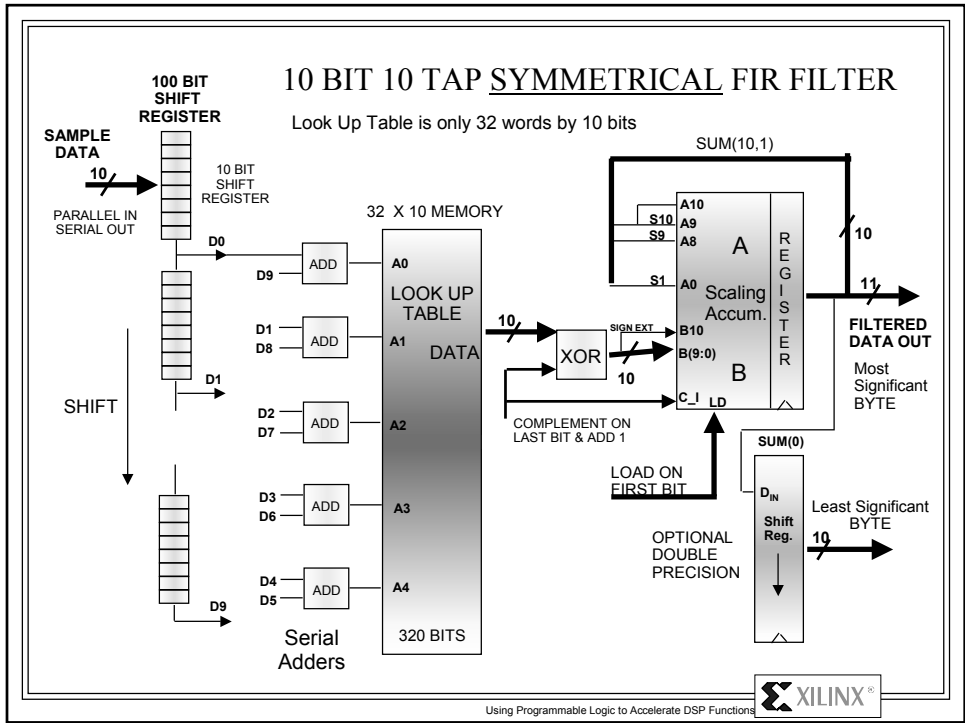 10 BIT 10 TAP SYMMETRICAL FIR FILTER
Look Up Table is only 32 words by 10 bits
100 BIT
SHIFT
REGISTER
SAMPLE
DATA
10
PARALLEL IN
SERIAL OUT
10 BIT
SHIFT
REGISTER
D0
D1
SHIFT
D9
D9
ADD
D1
D8
ADD
D2
D7
ADD
D3
D6
ADD
D4
D5
ADD
Serial
Adders
32 X 10 MEMORY
A0
LOOK UP
TABLE
A1
DATA
A2
A3
A4
320 BITS
10
XOR
SIGN EXT
10
COMPLEMENT ON
LAST BIT & ADD 1
LOAD ON
FIRST BIT
SUM(10,1)
S10
S9
S1
A10
A9
A8
A0
A
Scaling
Accum.
B10
B(9:0)
B
C_I
LD
REGISTER
10
11
FILTERED
DATA OUT
Most
Significant
BYTE
SUM(0)
DIN
Shift
Reg.
OPTIONAL
DOUBLE
PRECISION
Least Significant
BYTE
10
XILINX®
Using Programmable Logic to Accelerate DSP Functions